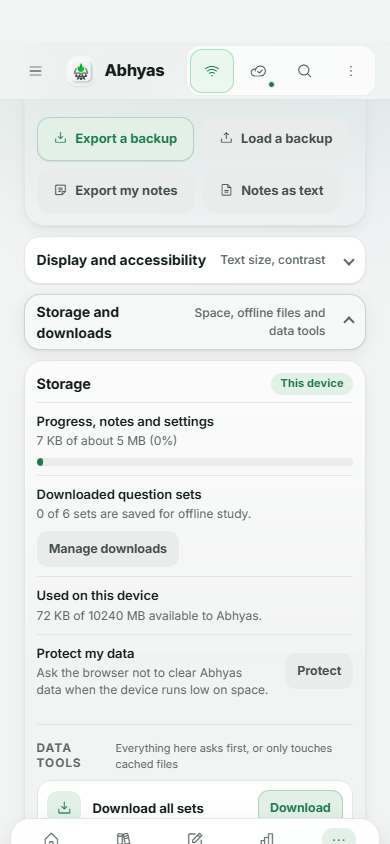 Abhyas
Export a backup
Load a backup
Export my notes
Notes as text
Display and accessibility
Text size, contrast
Storage and
downloads
Space, offline files and
data tools
Storage
This device
Progress, notes and settings
7 KB of about 5 MB (0%)
Downloaded question sets
0 of 6 sets are saved for offline study.
Manage downloads
Used on this device
72 KB of 10240 MB available to Abhyas.
Protect my data
Ask the browser not to clear Abhyas
data when the device runs low on space.
Protect
DATA
TOOLS
Everything here asks first, or only touches
cached files
Download all sets
Download